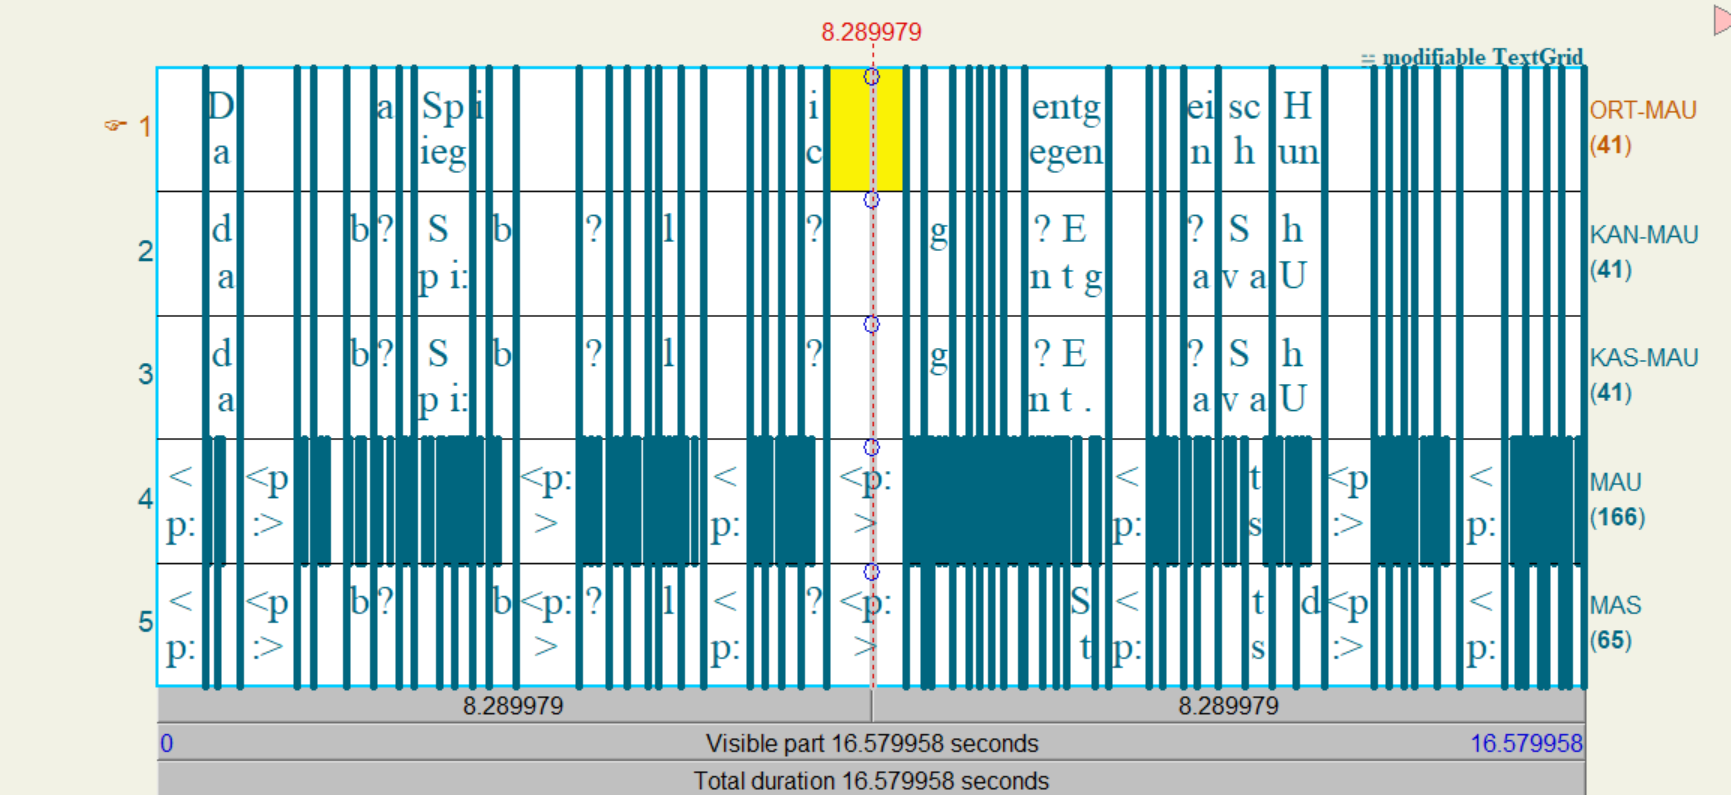 8.289979
== modifiable TextGrid
☞ 1
D a Spi i i entg ei sc H
a ieg c egen n h un
ORT-MAU
(41)
2
d b? S b ? l ? g ? E ? S h
a p i: n t g a v a U
KAN-MAU
(41)
3
d b? S b ? l ? g ? E ? S h
a p i: n t . a v a U
KAS-MAU
(41)
4
< <p <p: < <p: < t <p <
p: :> > p: > p: s :> p:
MAU
(166)
5
< <p b? b <p: ? l < ? <p: S < t d <p <
p: :> > p: > t p: s :> p:
MAS
(65)
8.289979 8.289979
0 Visible part 16.579958 seconds 16.579958
Total duration 16.579958 seconds